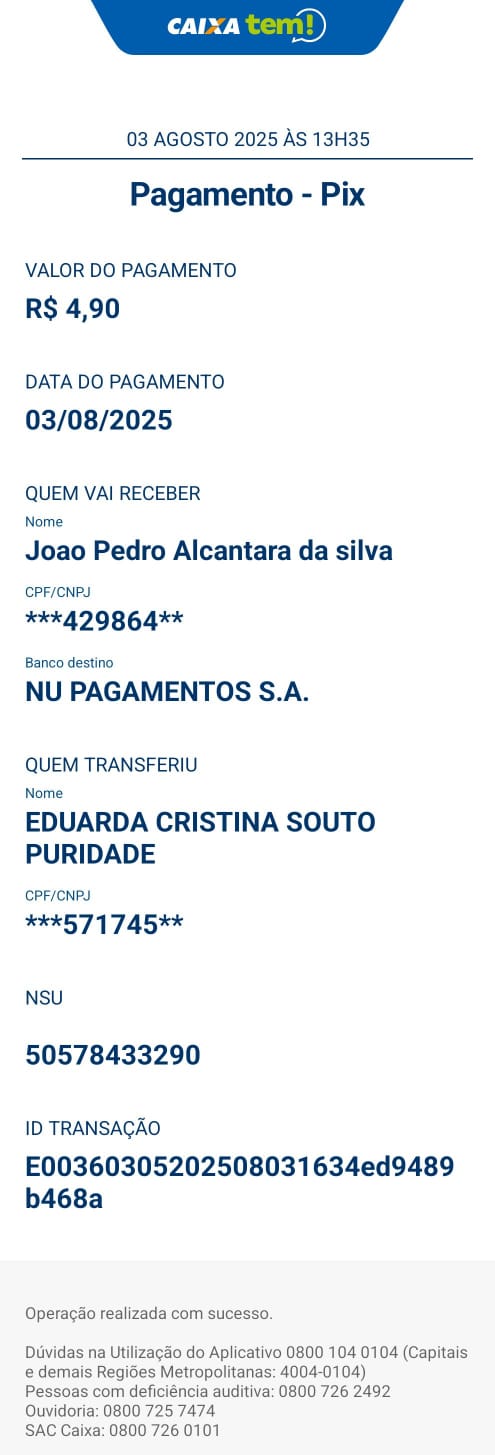 CAIXA tem!
03 AGOSTO 2025 ÀS 13H35
Pagamento - Pix
VALOR DO PAGAMENTO
R$ 4,90
DATA DO PAGAMENTO
03/08/2025
QUEM VAI RECEBER
Nome
Joao Pedro Alcantara da silva
CPF/CNPJ
***429864**
Banco destino
NU PAGAMENTOS S.A.
QUEM TRANSFERIU
Nome
EDUARDA CRISTINA SOUTO
PURIDADE
CPF/CNPJ
***571745**
NSU
50578433290
ID TRANSAÇÃO
E00360305202508031634ed9489
b468a
Operação realizada com sucesso.
Dúvidas na Utilização do Aplicativo 0800 104 0104 (Capitais
e demais Regiões Metropolitanas: 4004-0104)
Pessoas com deficiência auditiva: 0800 726 2492
Ouvidoria: 0800 725 7474
SAC Caixa: 0800 726 0101